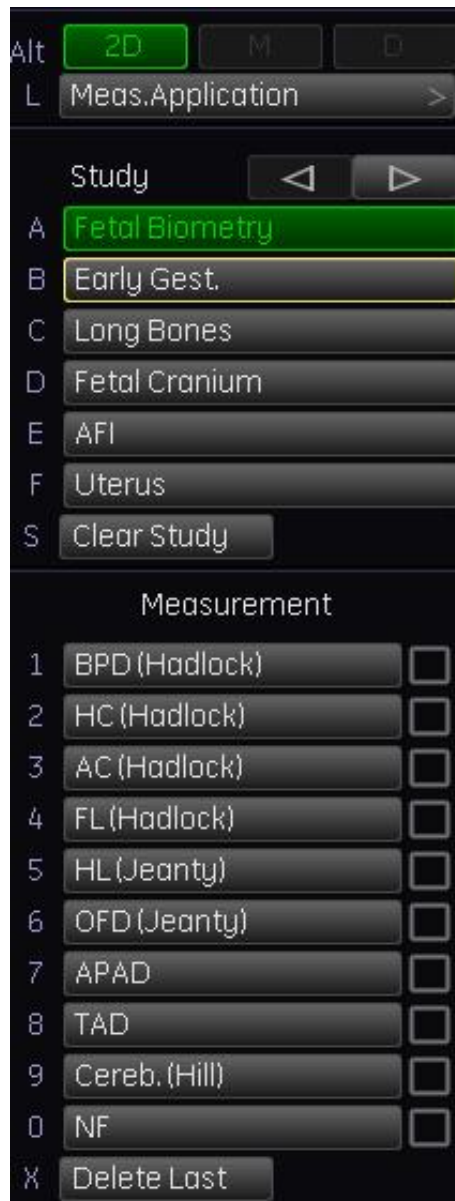 Alt 2D M D
L Meas.Application >
Study
A Fetal Biometry
B Early Gest.
C Long Bones
D Fetal Cranium
E AFI
F Uterus
S Clear Study
Measurement
1 BPD (Hadlock)
2 HC (Hadlock)
3 AC (Hadlock)
4 FL (Hadlock)
5 HL (Jeanty)
6 OFD (Jeanty)
7 APAD
8 TAD
9 Cereb. (Hill)
0 NF
X Delete Last